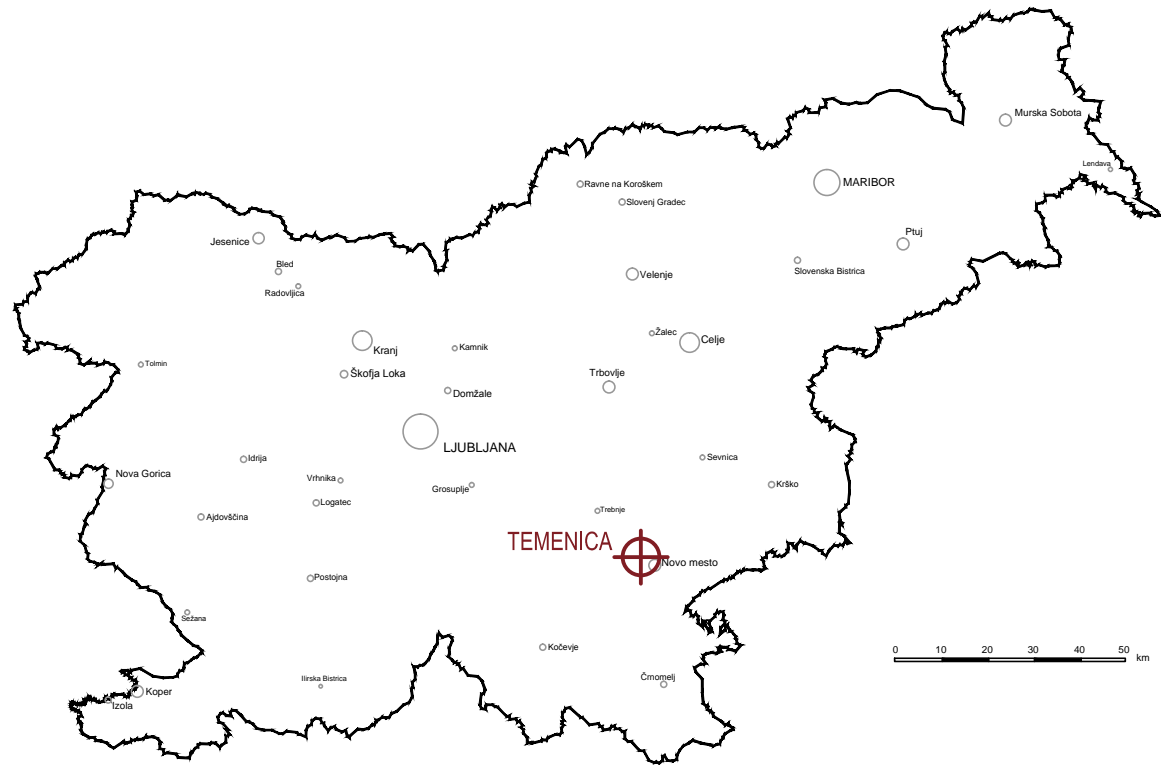 Murska Sobota
Lendava
Ravne na Koroškem
MARIBOR
Slovenj Gradec
Ptuj
Jesenice
Bled
Slovenska Bistrica
Velenje
Radovljica
Žalec
Celje
Kranj
Kamnik
Tolmin
Škofja Loka
Trbovlje
Domžale
LJUBLJANA
Idrija
Sevnica
Nova Gorica
Vrhnika
Grosuplje
Krško
Logatec
Trebnje
Ajdovščina
TEMENICA
Novo mesto
Postojna
Sežana
Kočevje
0 10 20 30 40 50 km
Ilirska Bistrica
Črnomelj
Koper
Izola